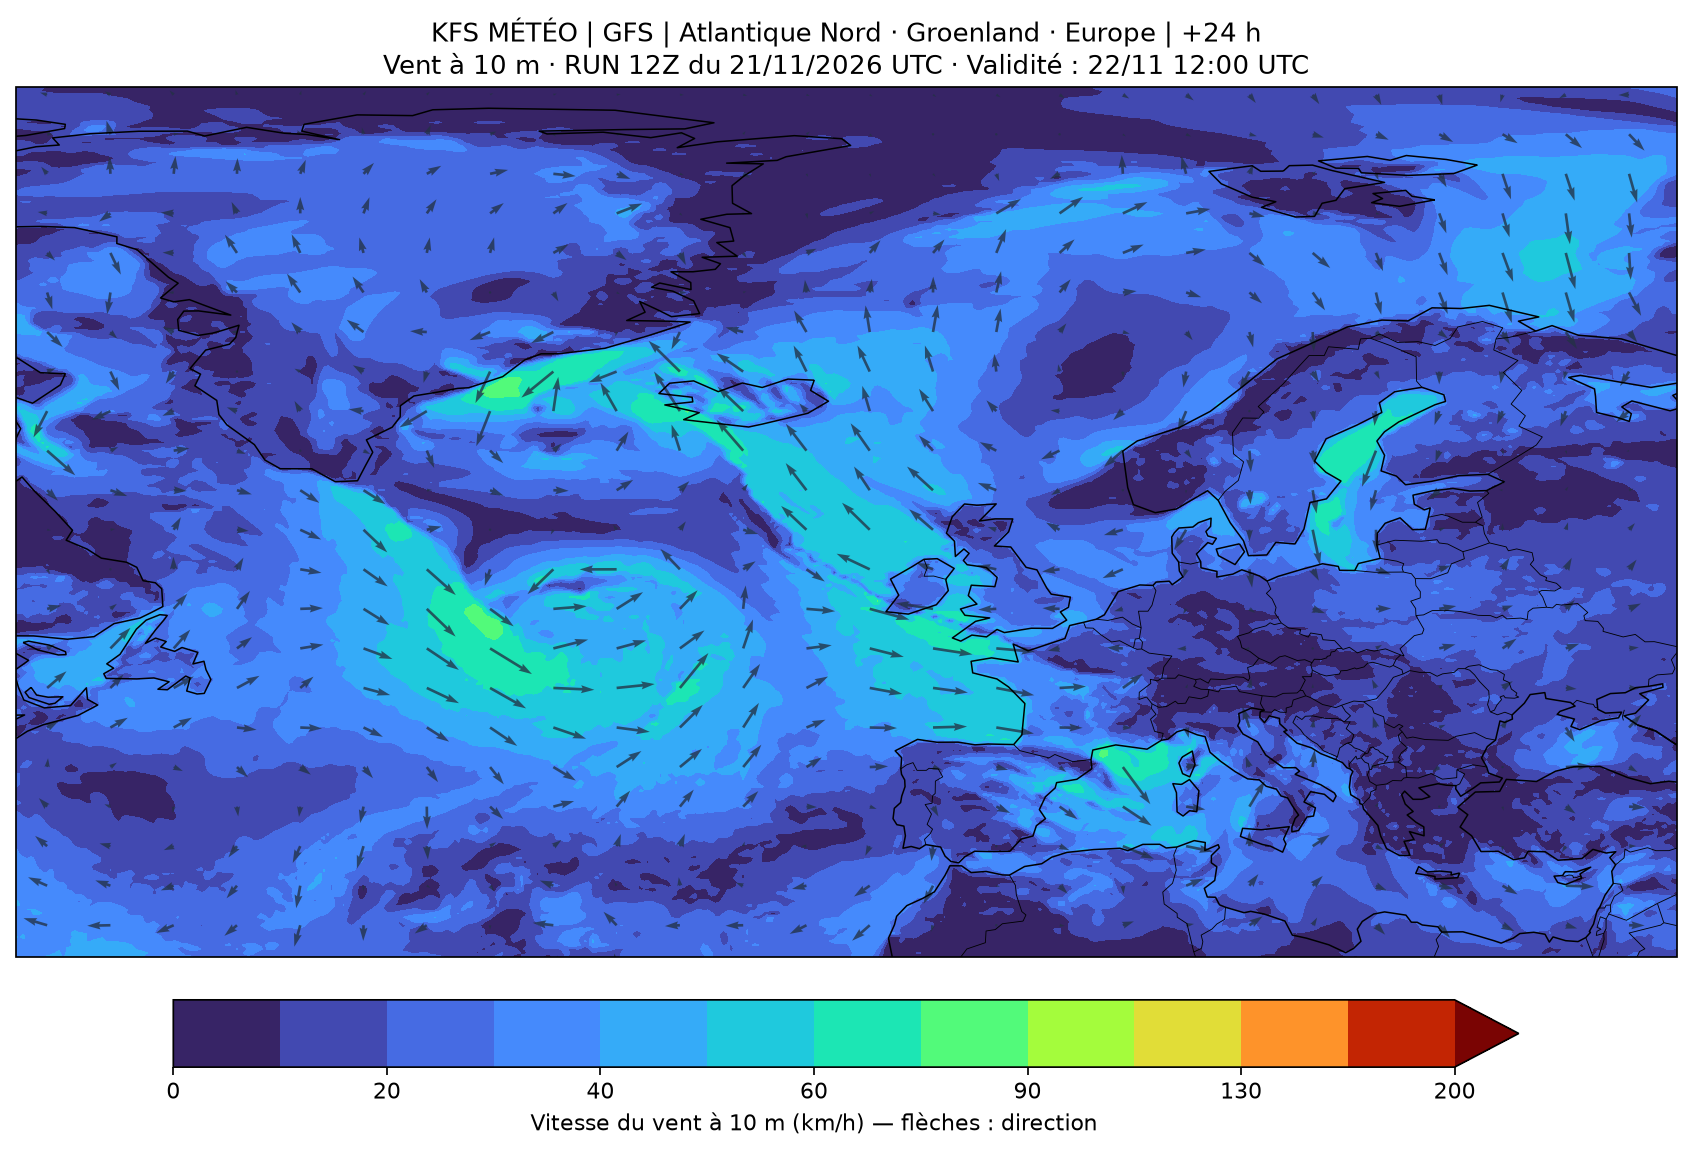 KFS MÉTÉO | GFS | Atlantique Nord · Groenland · Europe | +24 h
Vent à 10 m · RUN 12Z du 21/11/2026 UTC · Validité : 22/11 12:00 UTC
0 20 40 60 90 130 200
Vitesse du vent à 10 m (km/h) — flèches : direction